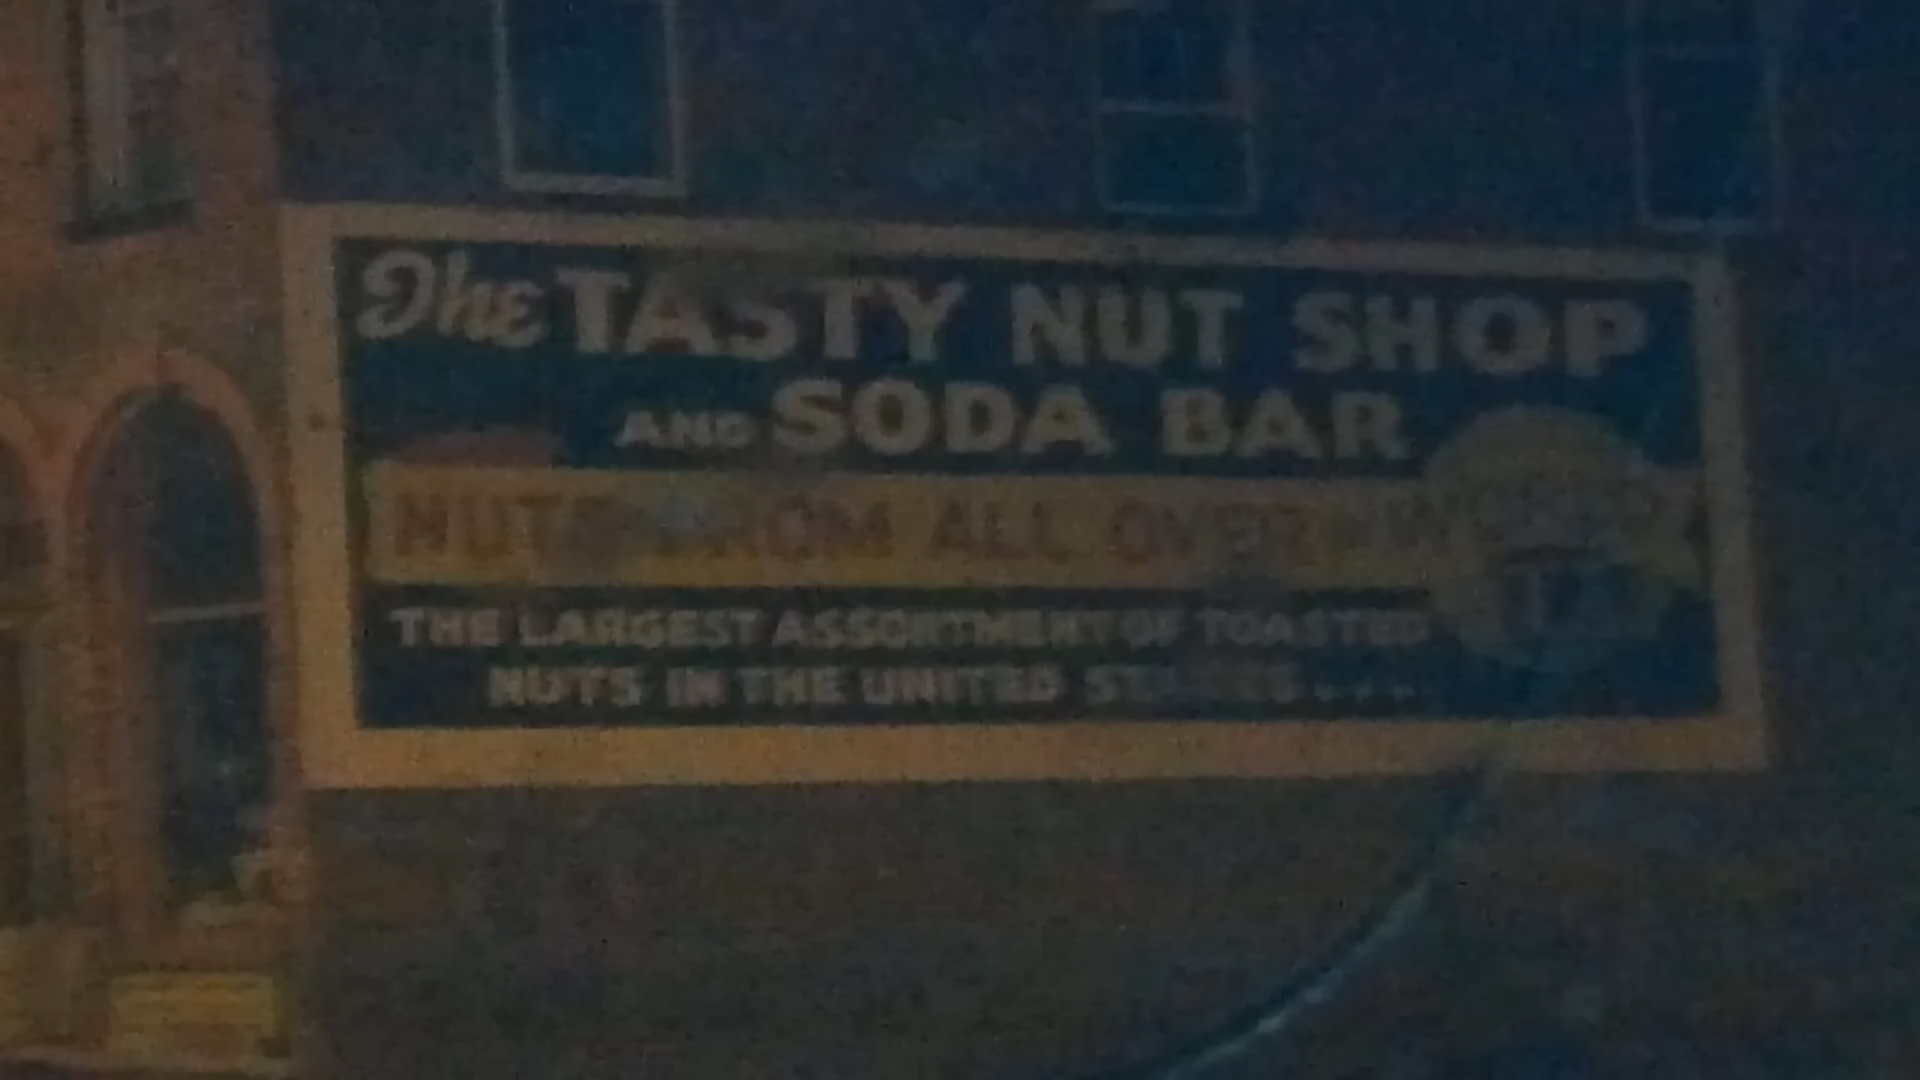 The TASTY NUT SHOP
AND SODA BAR
NUTS FROM ALL OVER THE WORLD
THE LARGEST ASSORTMENT OF TOASTED
NUTS IN THE UNITED STATES....